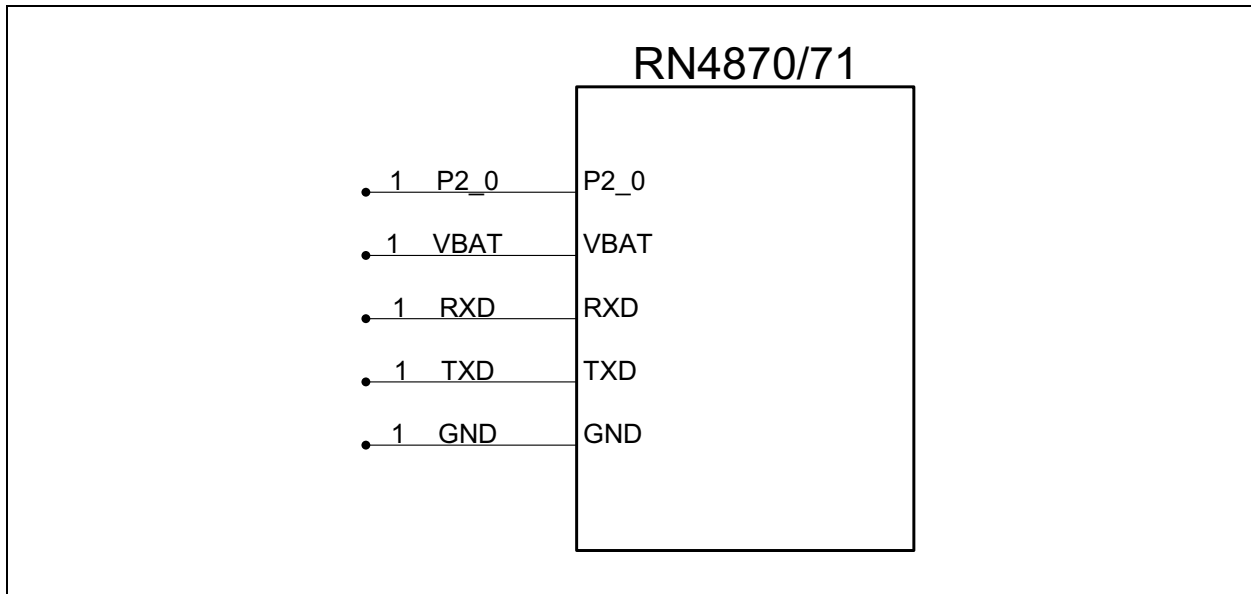 RN4870/71
1 P2_0 P2_0
1 VBAT VBAT
1 RXD RXD
1 TXD TXD
1 GND GND